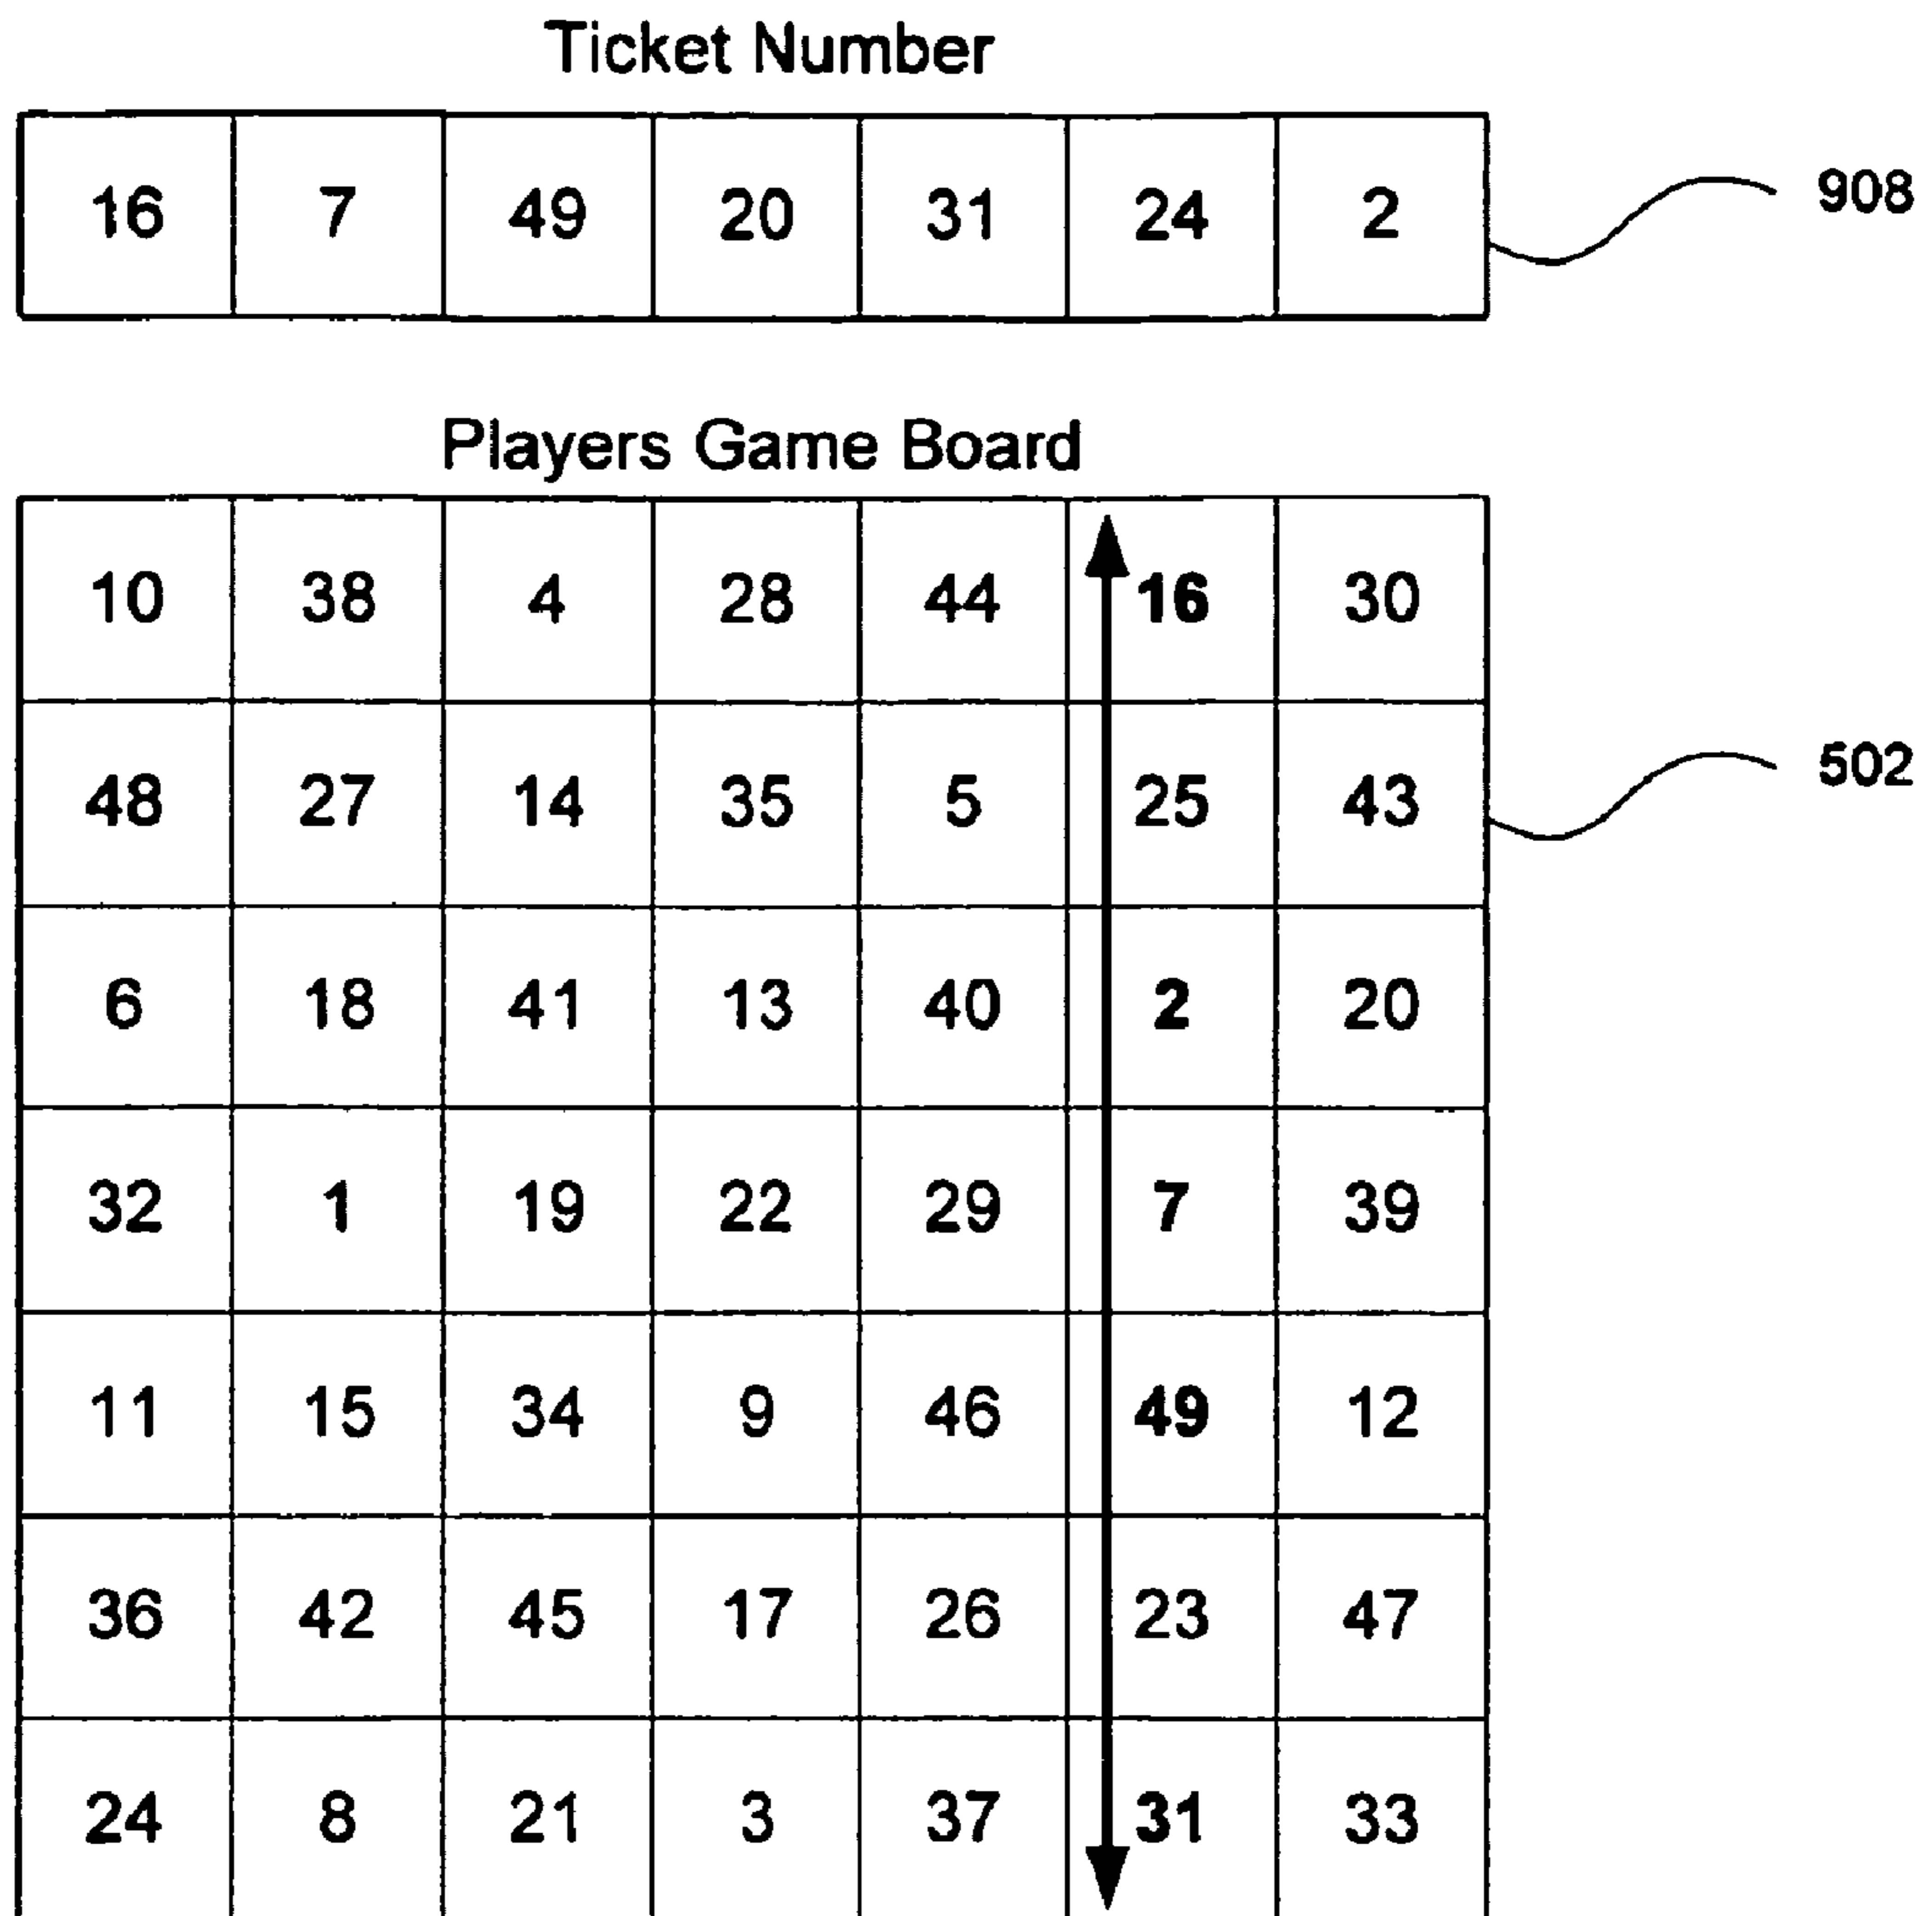 Ticket Number
16 7 49 20 31 24 2
908
Players Game Board
10 38 4 28 44 16 30
48 27 14 35 5 25 43
502
6 18 41 13 40 2 20
32 1 19 22 29 7 39
11 15 34 9 46 49 12
36 42 45 17 26 23 47
24 8 21 3 37 31 33